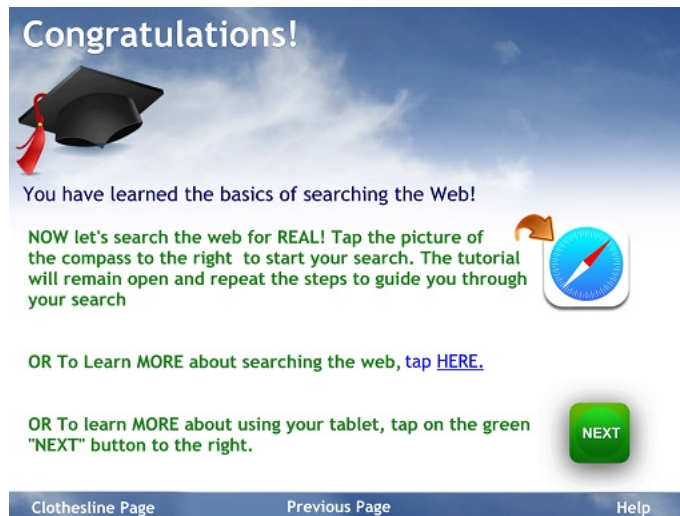 Congratulations!
You have learned the basics of searching the Web!
NOW let's search the web for REAL! Tap the picture of
the compass to the right to start your search. The tutorial
will remain open and repeat the steps to guide you through
your search
OR To Learn MORE about searching the web, tap HERE.
OR To learn MORE about using your tablet, tap on the green
"NEXT" button to the right.
NEXT
Clothesline Page Previous Page Help